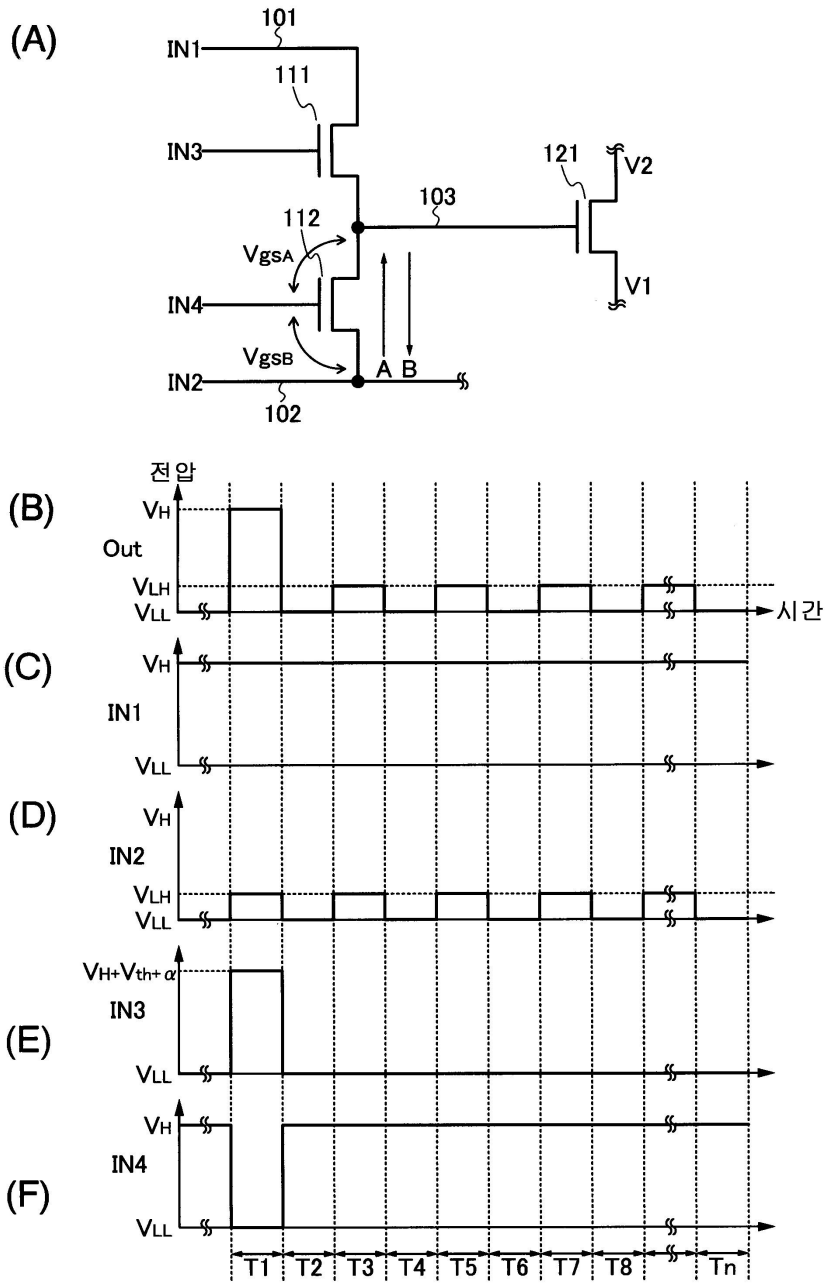 (A)
101
IN1
111
IN3
121
V2
103
112
VgsA
IN4
V1
VgsB
A B
IN2
102
전압
(B)
VH
Out
VLH
VLL
시간
(C)
VH
IN1
VLL
(D)
VH
IN2
VLH
VLL
VH+Vth+α
IN3
(E)
VLL
VH
IN4
(F)
VLL
T1 T2 T3 T4 T5 T6 T7 T8 Tn